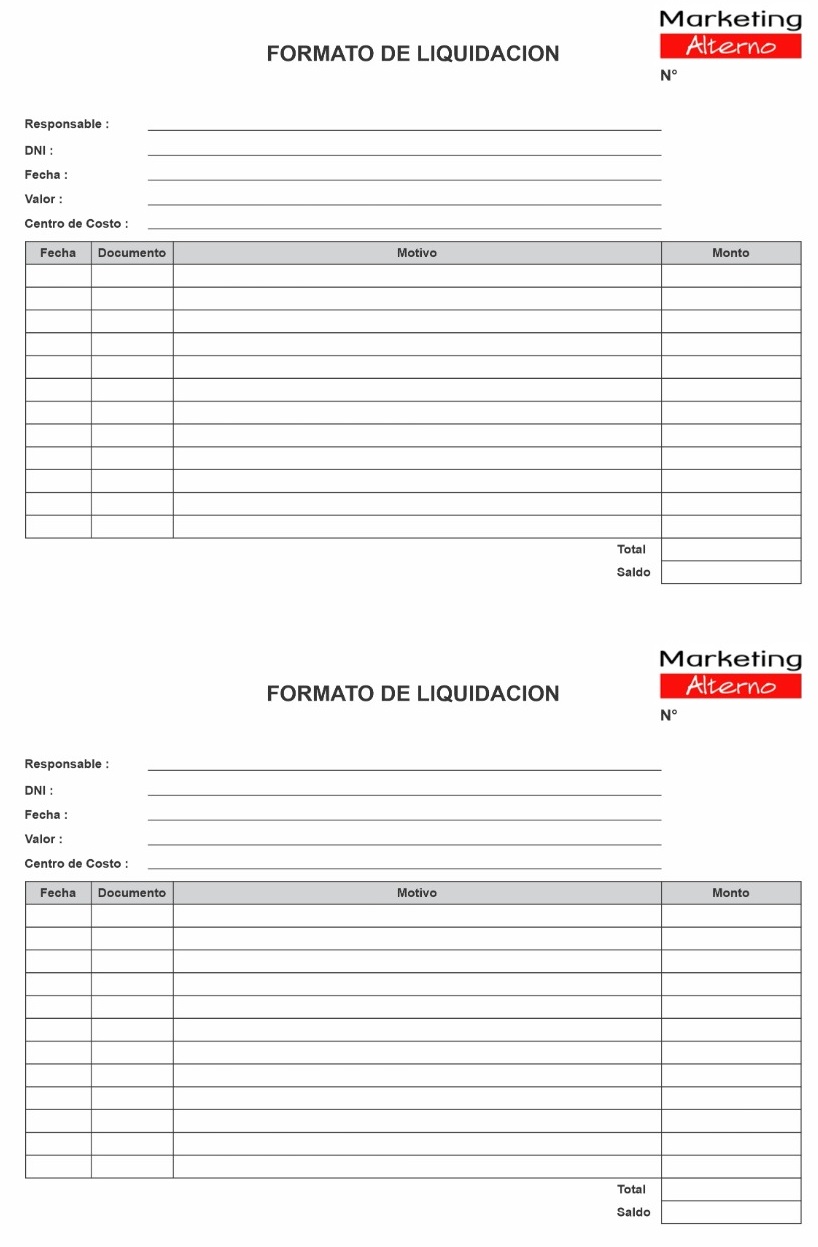 Marketing
Alterno
FORMATO DE LIQUIDACION
N°
Responsable :
DNI :
Fecha :
Valor :
Centro de Costo :
Fecha Documento Motivo Monto
Total
Saldo
Marketing
Alterno
FORMATO DE LIQUIDACION
N°
Responsable :
DNI :
Fecha :
Valor :
Centro de Costo :
Fecha Documento Motivo Monto
Total
Saldo